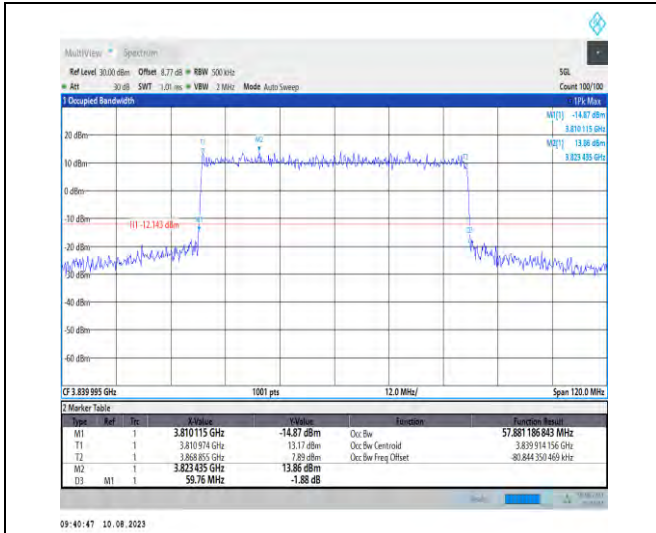 MultiView Spectrum
Ref Level 30.00 dBm Offset 8.77 dB RBW 500 kHz SGL
Att 30 dB SWT 1.01 ms VBW 2 MHz Mode Auto Sweep Count 100/100
1 Occupied Bandwidth 1Pk Max
M1[1] -14.87 dBm
3.810 115 GHz
20 dBm M2[1] 13.86 dBm
3.823 435 GHz
T1 M2
10 dBm T2
0 dBm
-10 dBm
H1 -12.143 dBm
M1
D3
-20 dBm
-30 dBm
-40 dBm
-50 dBm
-60 dBm
CF 3.839 995 GHz 1001 pts 12.0 MHz/ Span 120.0 MHz
2 Marker Table
Type Ref Trc X-Value Y-Value Function Function Result
M1 1 3.810115 GHz -14.87 dBm Occ Bw 57.881 186 843 MHz
T1 1 3.810 974 GHz 13.17 dBm Occ Bw Centroid 3.839 914 156 GHz
T2 1 3.868 855 GHz 7.89 dBm Occ Bw Freq Offset -80.844 350 469 kHz
M2 1 3.823 435 GHz 13.86 dBm
D3 M1 1 59.76 MHz -1.88 dB
09:40:47 10.08.2023